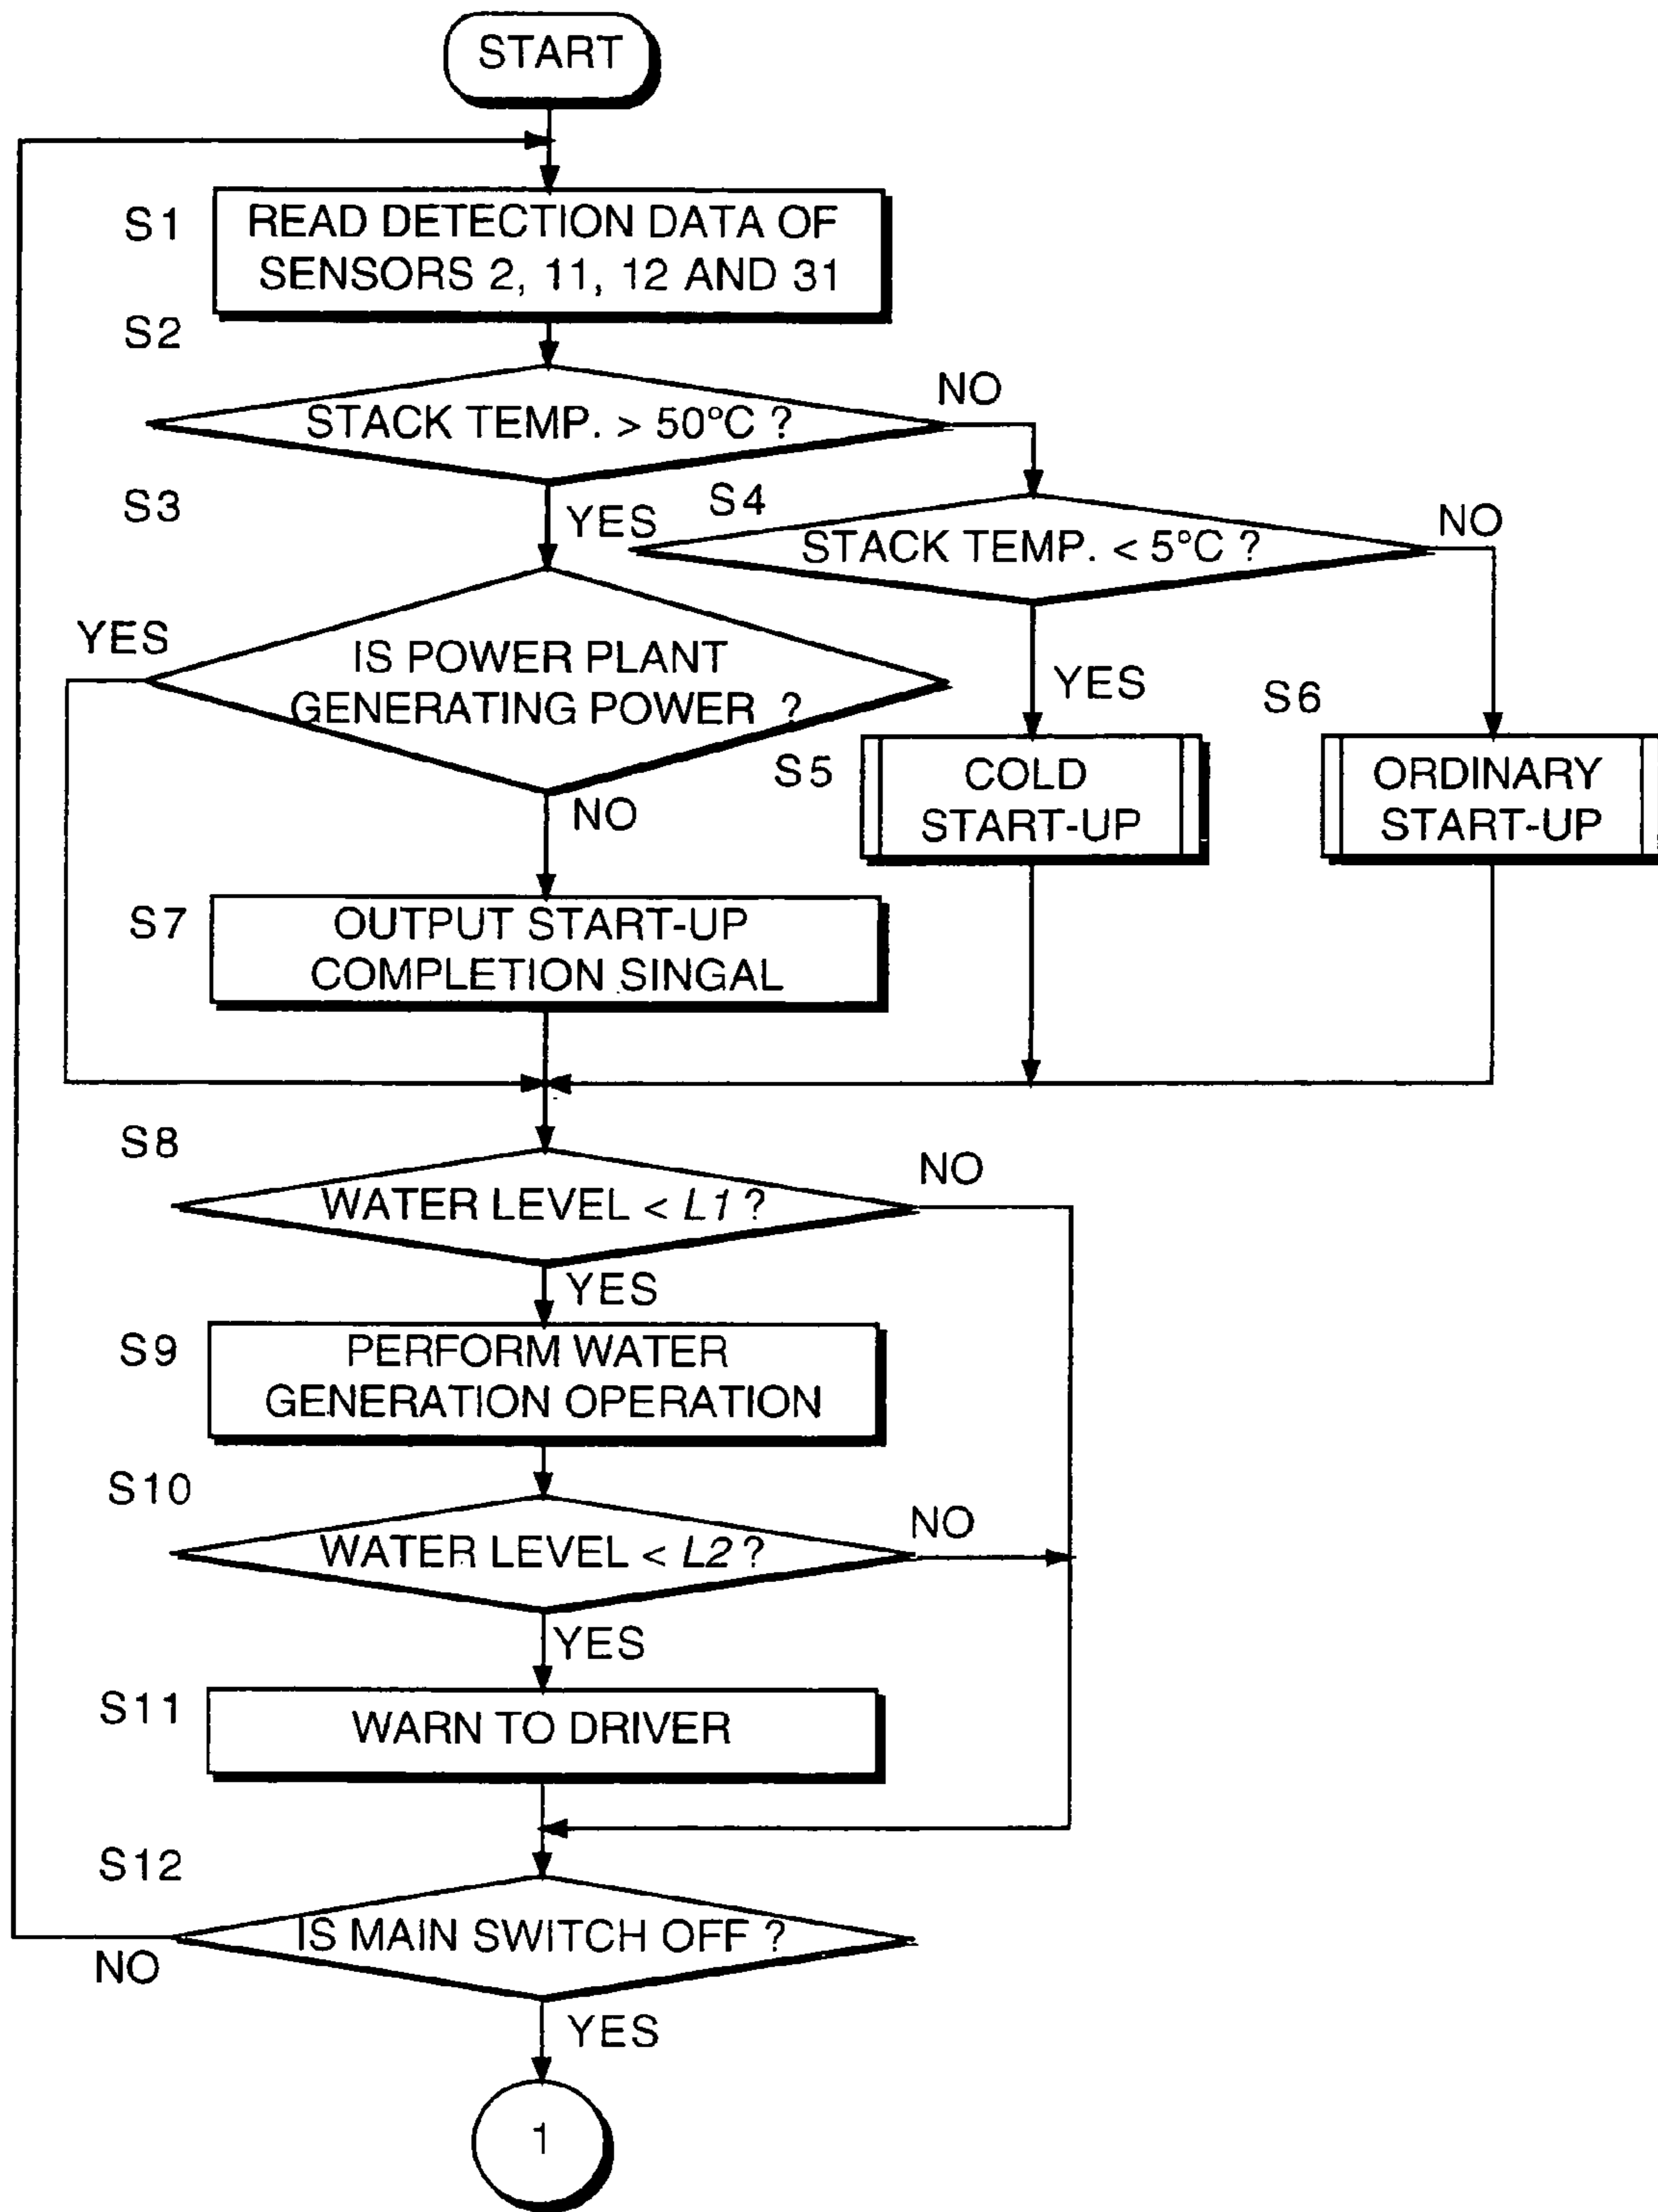 START
S1
READ DETECTION DATA OF
SENSORS 2, 11, 12 AND 31
S2
STACK TEMP. > 50°C ?
NO
S3
YES
S4
STACK TEMP. < 5°C ?
NO
YES
IS POWER PLANT
GENERATING POWER ?
YES
S6
S5
COLD
START-UP
ORDINARY
START-UP
NO
S7
OUTPUT START-UP
COMPLETION SINGAL
S8
WATER LEVEL < L1 ?
NO
YES
S9
PERFORM WATER
GENERATION OPERATION
S10
WATER LEVEL < L2 ?
NO
YES
S11
WARN TO DRIVER
S12
IS MAIN SWITCH OFF ?
NO
YES
1